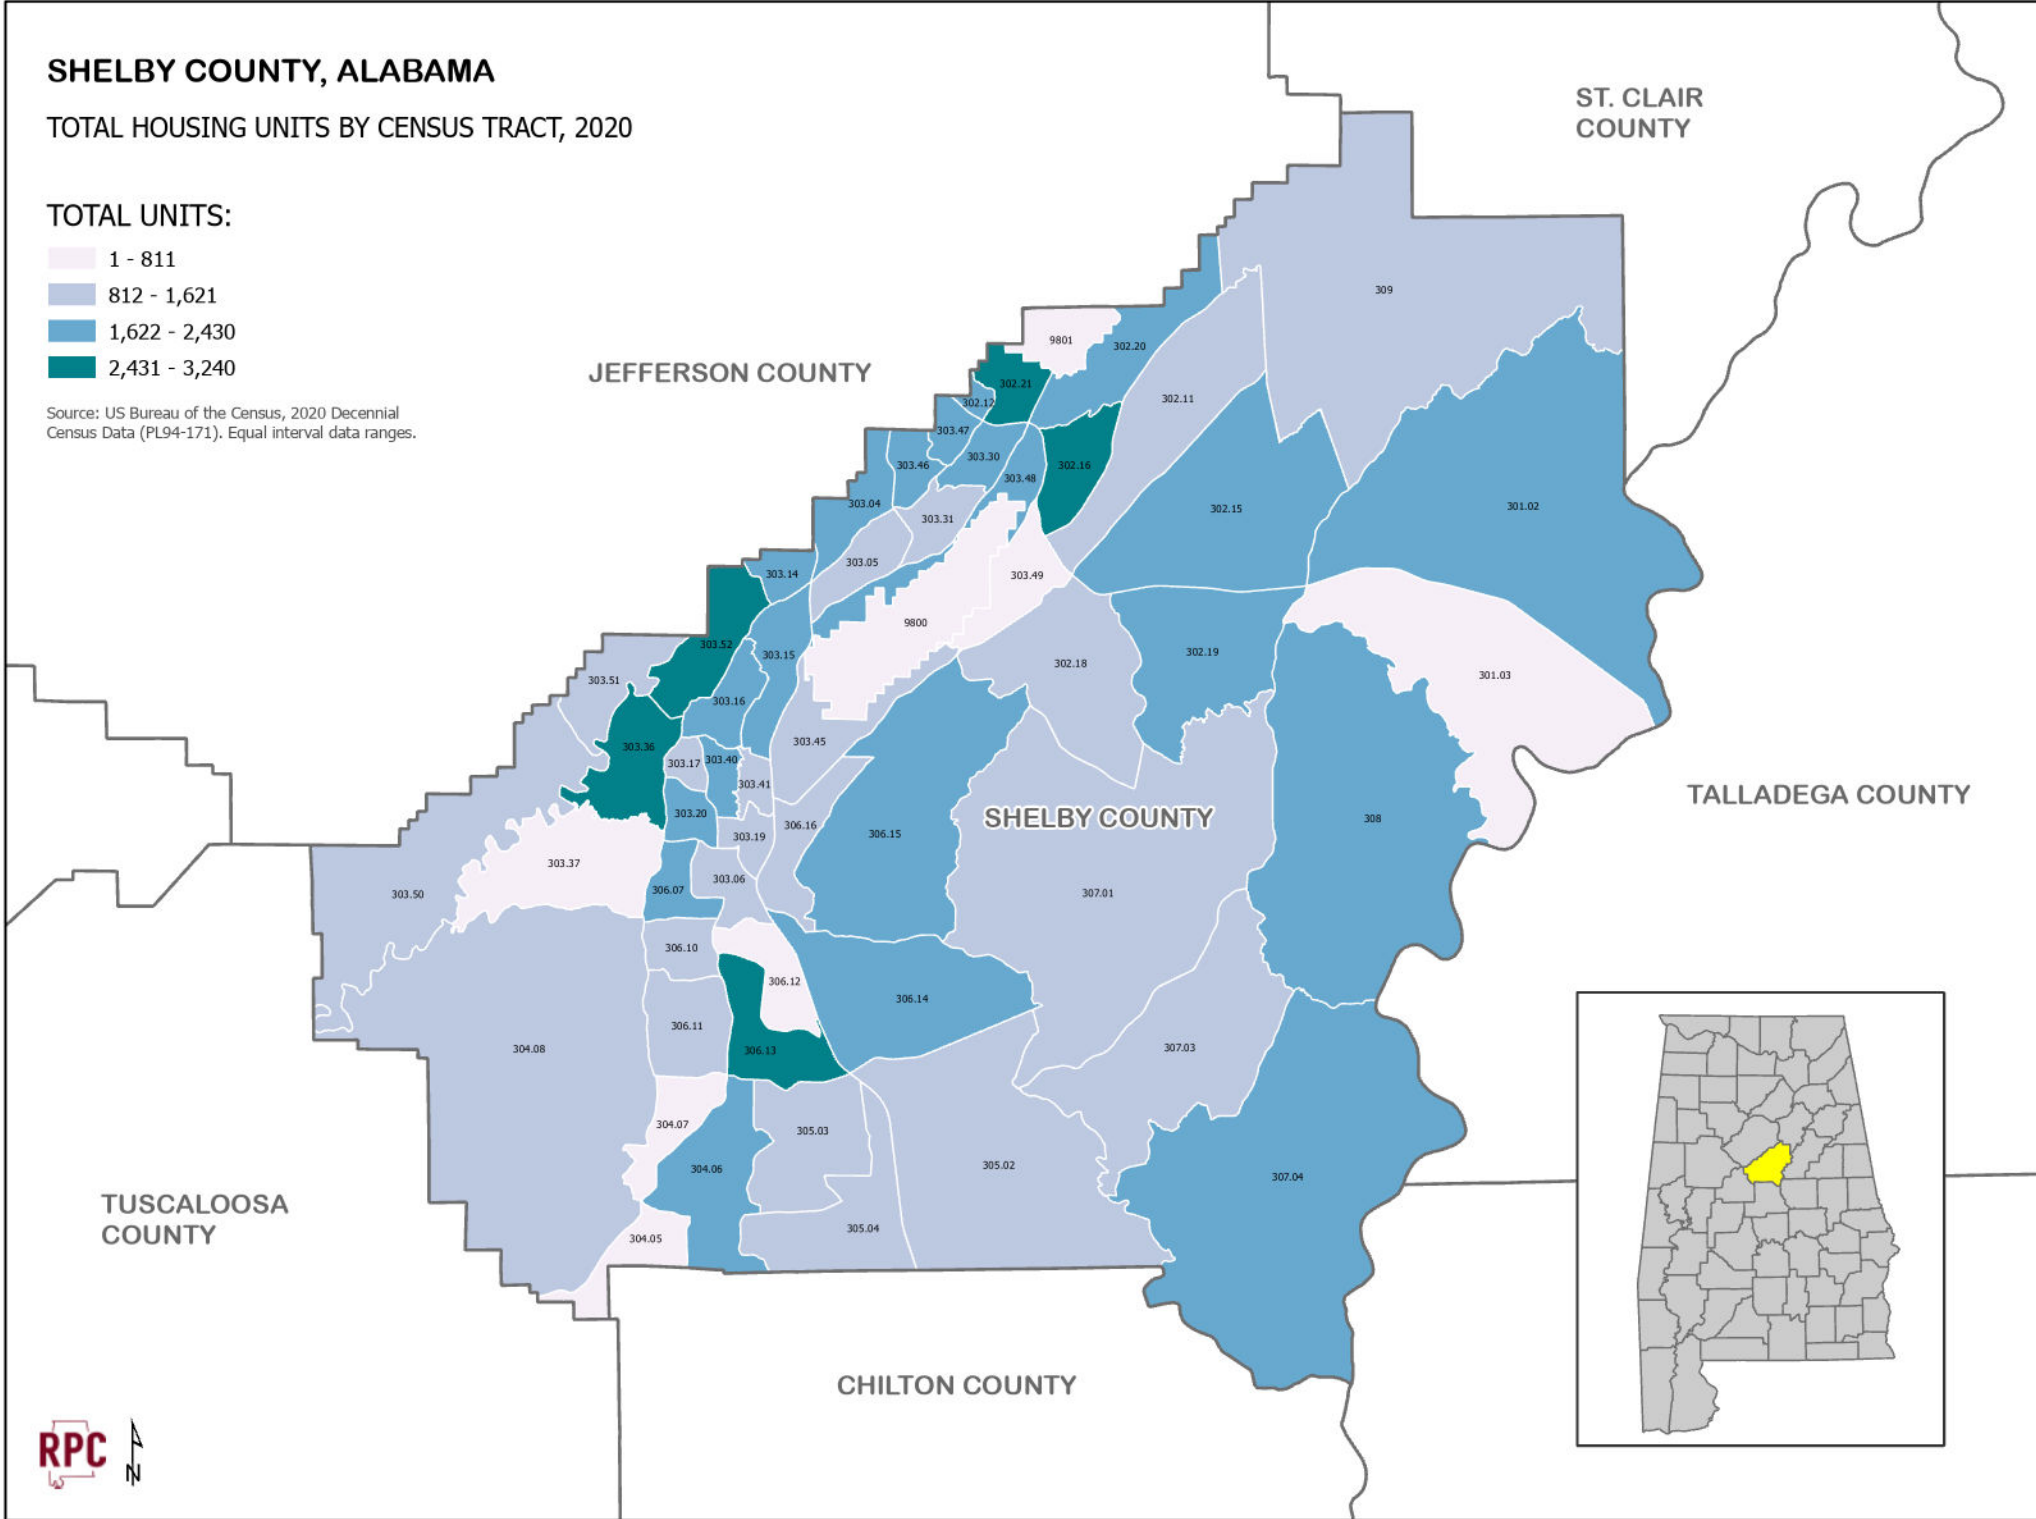 SHELBY COUNTY, ALABAMA
TOTAL HOUSING UNITS BY CENSUS TRACT, 2020
TOTAL UNITS:
1 - 811
812 - 1,621
1,622 - 2,430
2,431 - 3,240
Source: US Bureau of the Census, 2020 Decennial
Census Data (PL94-171). Equal interval data ranges.
ST. CLAIR
COUNTY
JEFFERSON COUNTY
309
9801
302.20
302.21
302.12
302.11
303.47
303.30
303.46
302.16
303.48
303.04
302.15
301.02
303.31
303.05
303.14
303.49
9800
303.52
303.15
302.19
302.18
301.03
303.51
303.16
303.45
303.36
303.40
303.17
303.41
TALLADEGA COUNTY
303.20
SHELBY COUNTY
308
306.16
306.15
303.19
303.37
303.06
306.07
303.50
307.01
306.10
306.12
306.14
306.11
304.08
306.13
307.03
304.07
305.03
305.02
304.06
307.04
TUSCALOOSA
COUNTY
305.04
304.05
CHILTON COUNTY
RPC
N